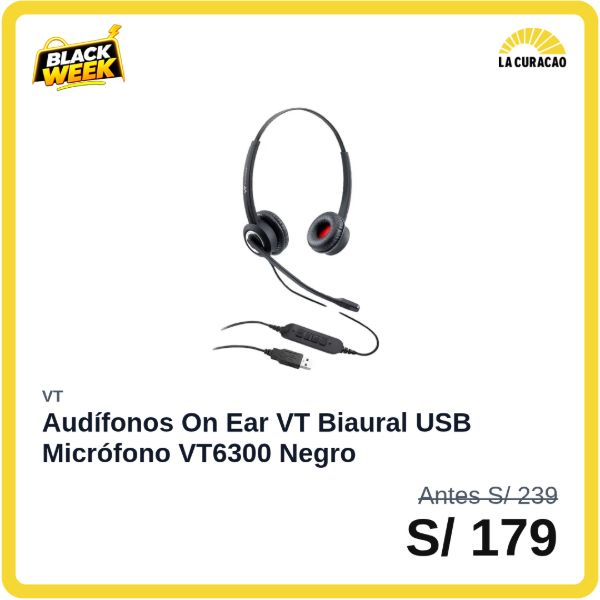 BLACK
WEEK
LA CURACAO
VT
Audífonos On Ear VT Biaural USB
Micrófono VT6300 Negro
Antes S/ 239
S/ 179